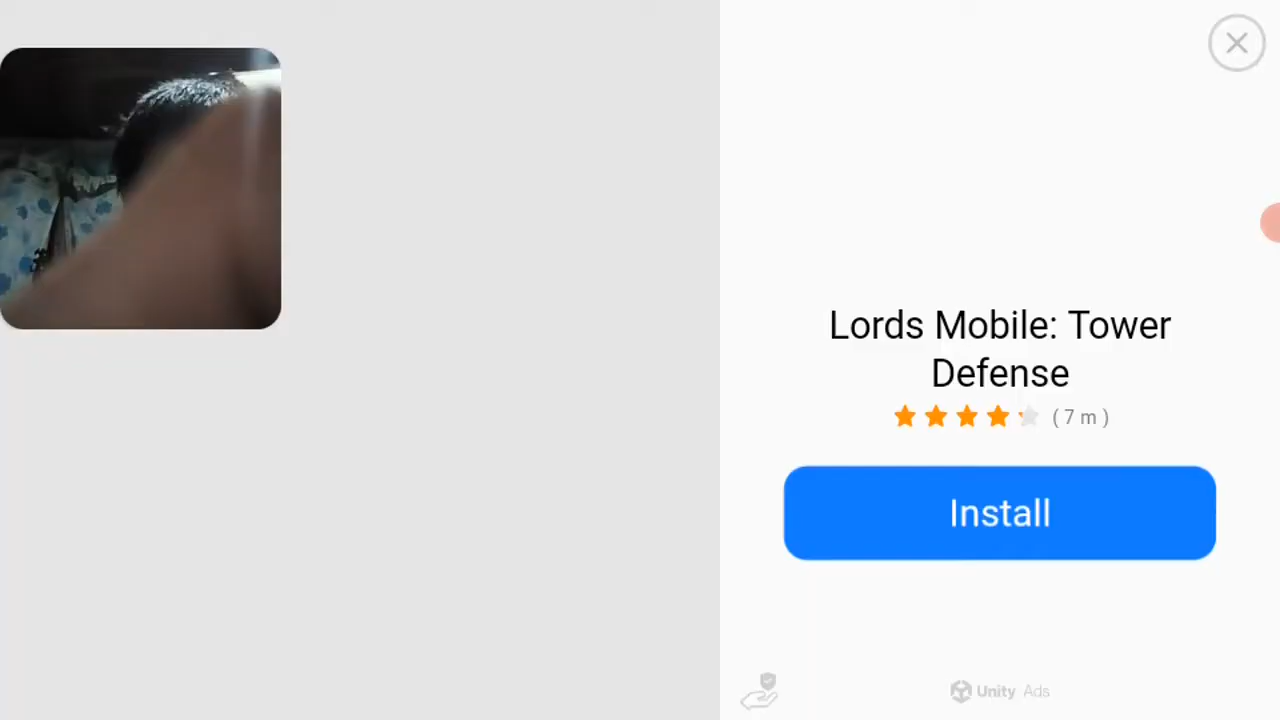 Lords Mobile: Tower
Defense
( 7 m )
Install
Unity Ads